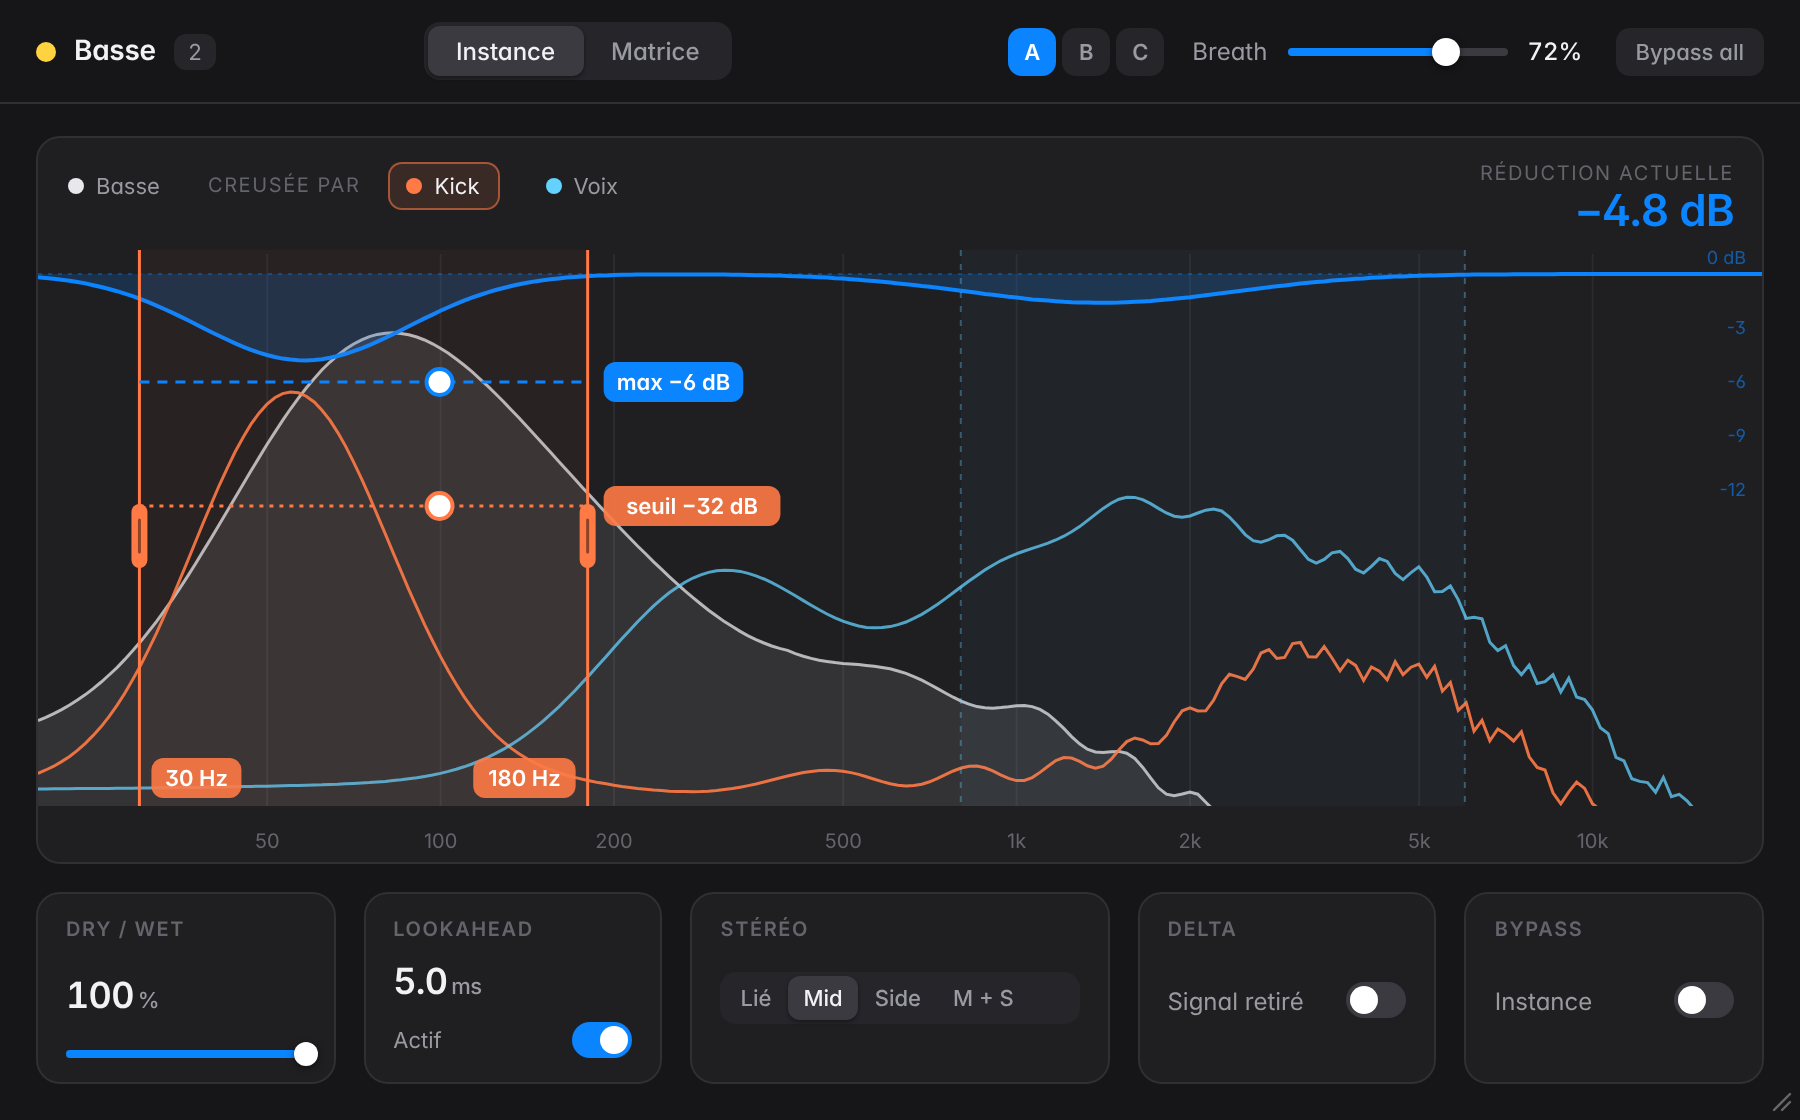 Basse 2 Instance Matrice A B C Breath 72% Bypass all
Basse CREUSÉE PAR Kick Voix
RÉDUCTION ACTUELLE
−4.8 dB
0 dB
-3
max −6 dB
-6
-9
-12
seuil −32 dB
30 Hz 180 Hz
50 100 200 500 1k 2k 5k 10k
DRY / WET
100 %
LOOKAHEAD
5.0 ms
Actif
STÉRÉO
Lié Mid Side M + S
DELTA
Signal retiré
BYPASS
Instance